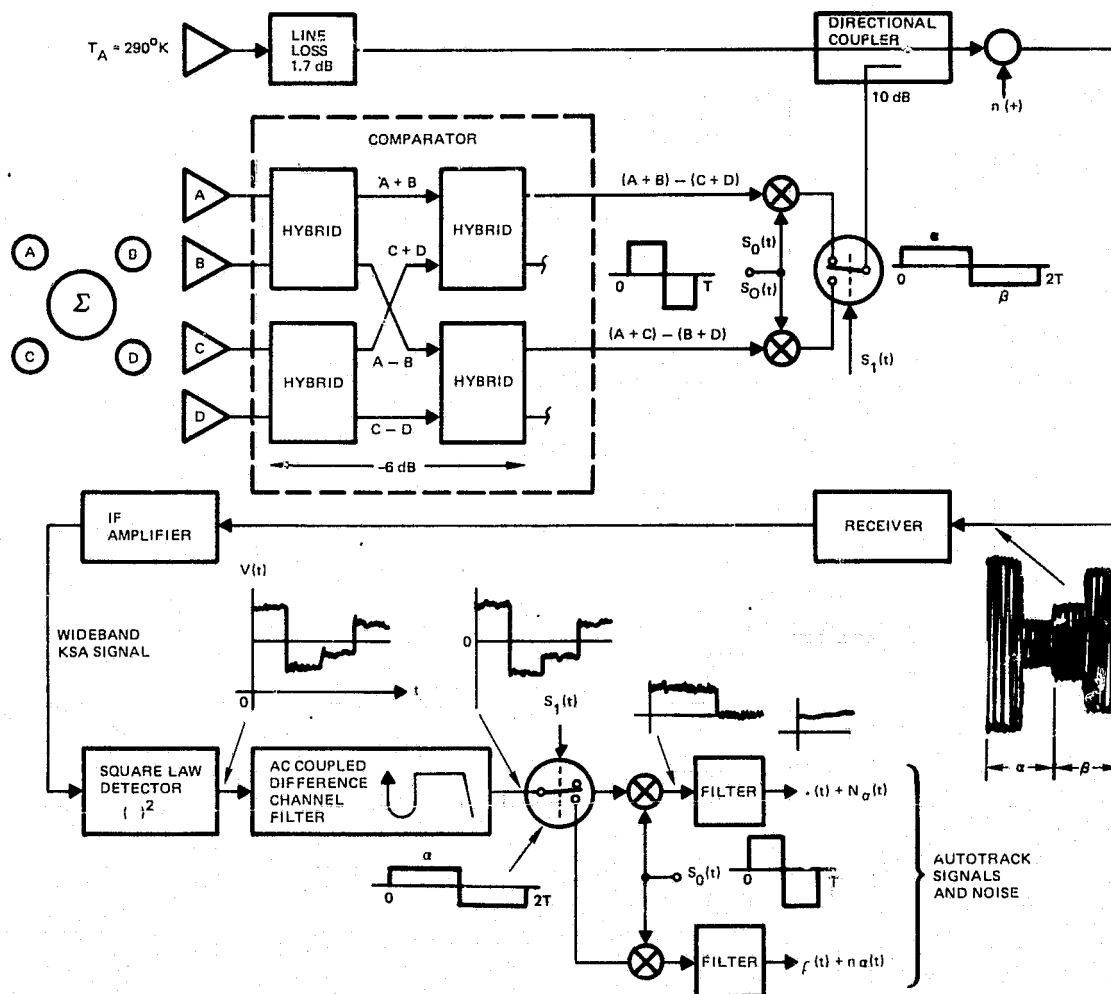 T_A = 290°K
LINE LOSS 1.7 dB
DIRECTIONAL COUPLER
10 dB
n (+)
COMPARATOR
A
B
C
D
Σ
A
B
C
D
HYBRID
HYBRID
HYBRID
HYBRID
A + B
C + D
A – B
C – D
–6 dB
(A + B) – (C + D)
(A + C) – (B + D)
0
T
S_0(t)
S_0(t)
S_1(t)
α
0
β
2T
IF AMPLIFIER
RECEIVER
WIDEBAND KSA SIGNAL
V(t)
0
t
0
S_1(t)
α
β
SQUARE LAW DETECTOR ( )²
AC COUPLED DIFFERENCE CHANNEL FILTER
FILTER
(t) + N_α(t)
α
0
2T
S_0(t)
0
T
AUTOTRACK SIGNALS AND NOISE
FILTER
(t) + n α(t)